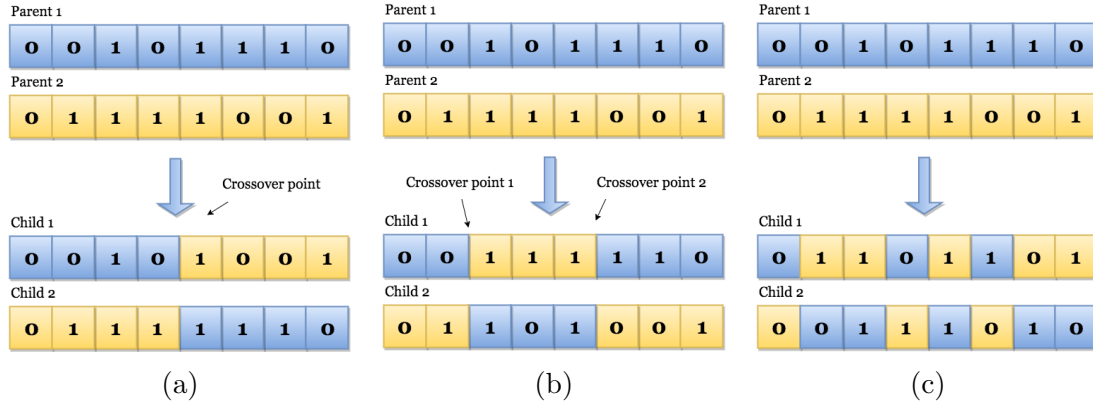 Parent 1
0 0 1 0 1 1 1 0
Parent 2
0 1 1 1 1 0 0 1
Crossover point
Child 1
0 0 1 0 1 0 0 1
Child 2
0 1 1 1 1 1 1 0
(a)
Parent 1
0 0 1 0 1 1 1 0
Parent 2
0 1 1 1 1 0 0 1
Crossover point 1
Crossover point 2
Child 1
0 0 1 1 1 1 1 0
Child 2
0 1 1 0 1 0 0 1
(b)
Parent 1
0 0 1 0 1 1 1 0
Parent 2
0 1 1 1 1 0 0 1
Child 1
0 1 1 0 1 1 0 1
Child 2
0 0 1 1 1 0 1 0
(c)